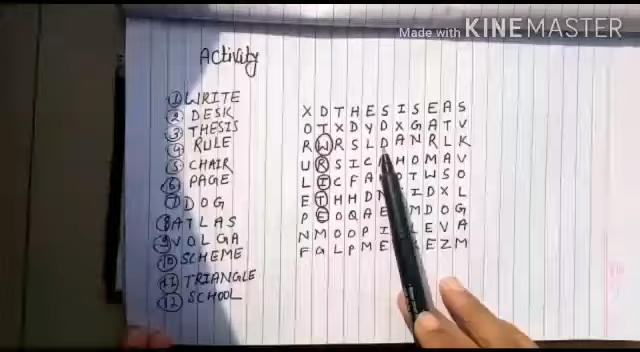 Made with KINEMASTER
Activity
1 WRITE
2 DESK
3 THESIS
4 RULE
5 CHAIR
6 PAGE
7 DOG
8 ATLAS
9 VOLGA
10 SCHEME
11 TRIANGLE
12 SCHOOL
X D T H E S I S E A S
O T X D Y D X G A T V
R W R S L D A N R L K
U R S I C H O M A V
L I C F A O T W S O
E T H H D I D X L
P E O Q A E M D O G
N M O O P I L E V A
F G L P M E E Z M